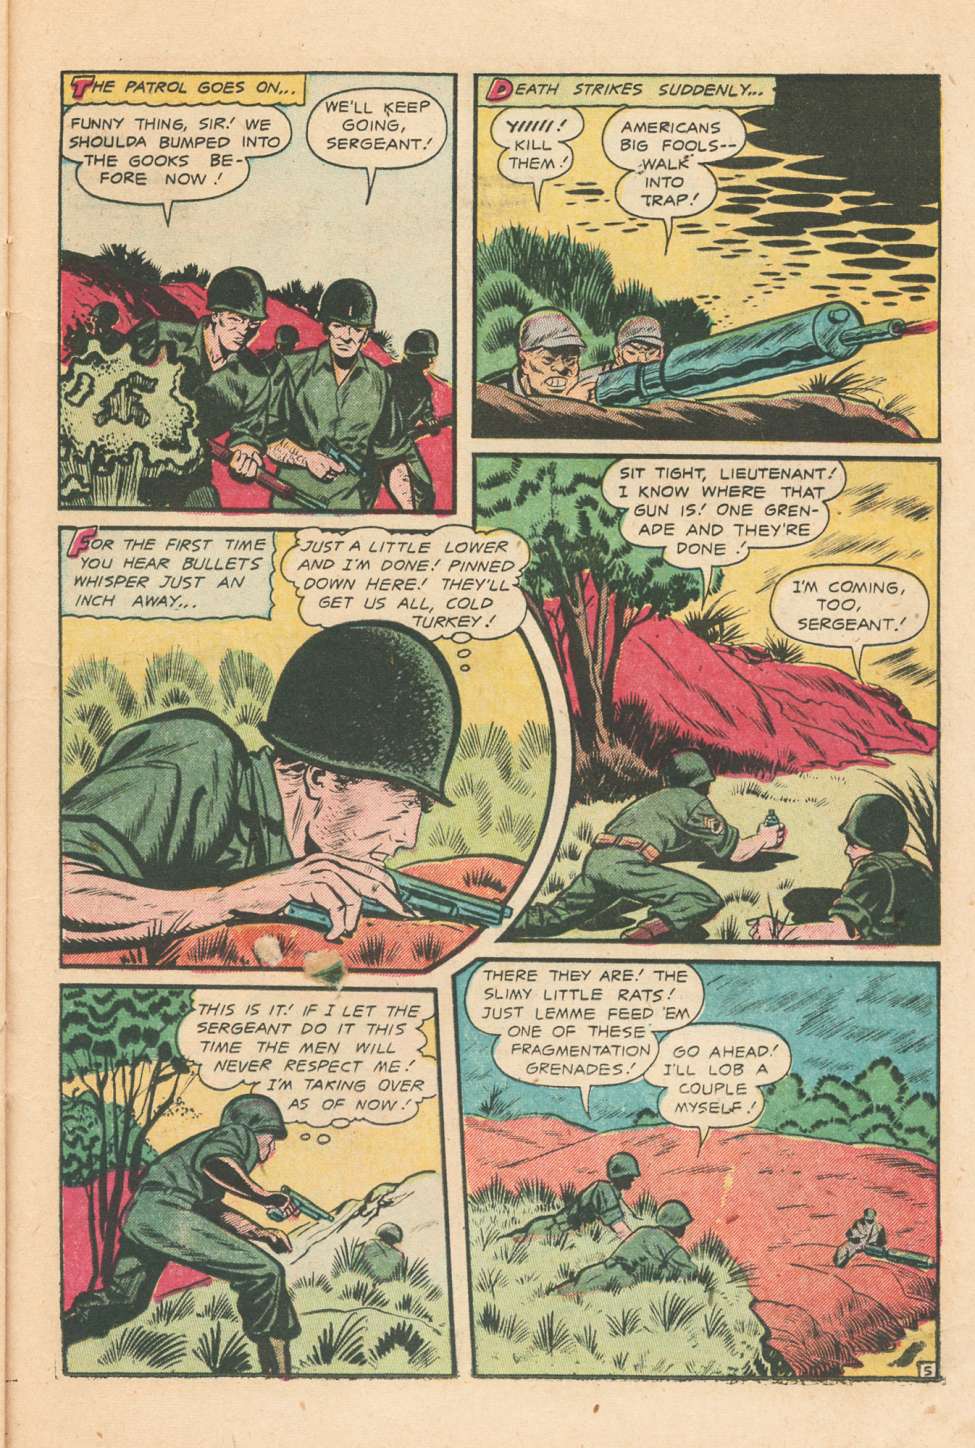 THE PATROL GOES ON...
FUNNY THING, SIR! WE
SHOULDA BUMPED INTO
THE GOOKS BE-
FORE NOW!
WE'LL KEEP
GOING,
SERGEANT!
DEATH STRIKES SUDDENLY...
YIIIII!
KILL
THEM!
AMERICANS
BIG FOOLS--
WALK
INTO
TRAP!
FOR THE FIRST TIME
YOU HEAR BULLETS
WHISPER JUST AN
INCH AWAY...
JUST A LITTLE LOWER
AND I'M DONE! PINNED
DOWN HERE! THEY'LL
GET US ALL, COLD
TURKEY!
SIT TIGHT, LIEUTENANT!
I KNOW WHERE THAT
GUN IS! ONE GREN-
ADE AND THEY'RE
DONE!
I'M COMING,
TOO,
SERGEANT!
THIS IS IT! IF I LET THE
SERGEANT DO IT THIS
TIME THE MEN WILL
NEVER RESPECT ME!
I'M TAKING OVER
AS OF NOW!
THERE THEY ARE! THE
SLIMY LITTLE RATS!
JUST LEMME FEED 'EM
ONE OF THESE
FRAGMENTATION
GRENADES!
GO AHEAD!
I'LL LOB A
COUPLE
MYSELF!
5